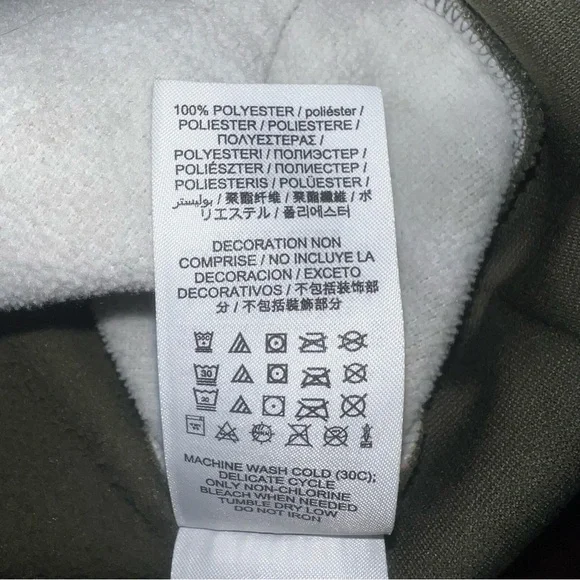 100% POLYESTER / poliéster /
POLIESTER / POLIESTERE /
ΠΟΛΥΕΣΤΕΡΑΣ /
POLYESTERI / ПОЛИЭСТЕР /
POLIÉSZTER / ПОЛИЕСТЕР /
POLIESTERIS / POLÜESTER /
بوليستر / 聚酯纤维 / 聚酯纖維 / ポ
リエステル / 폴리에스터
DECORATION NON
COMPRISE / NO INCLUYE LA
DECORACION / EXCETO
DECORATIVOS / 不包括装饰部
分 / 不包括裝飾部分
30
30
MACHINE WASH COLD (30C);
DELICATE CYCLE
ONLY NON-CHLORINE
BLEACH WHEN NEEDED
TUMBLE DRY LOW
DO NOT IRON